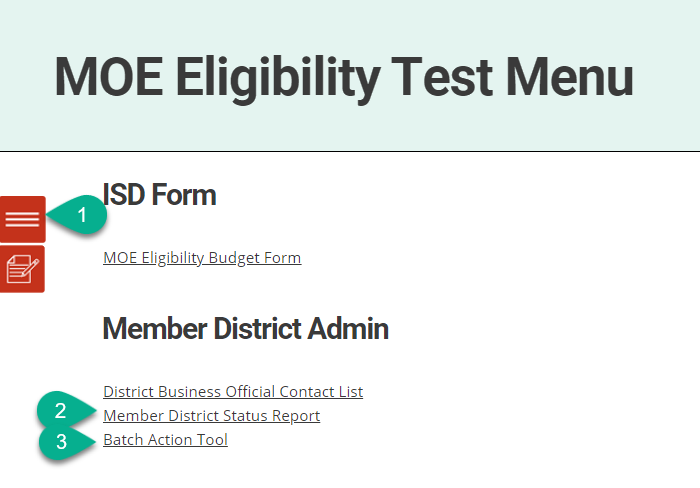 MOE Eligibility Test Menu
ISD Form
1
MOE Eligibility Budget Form
Member District Admin
District Business Official Contact List
2
Member District Status Report
3
Batch Action Tool